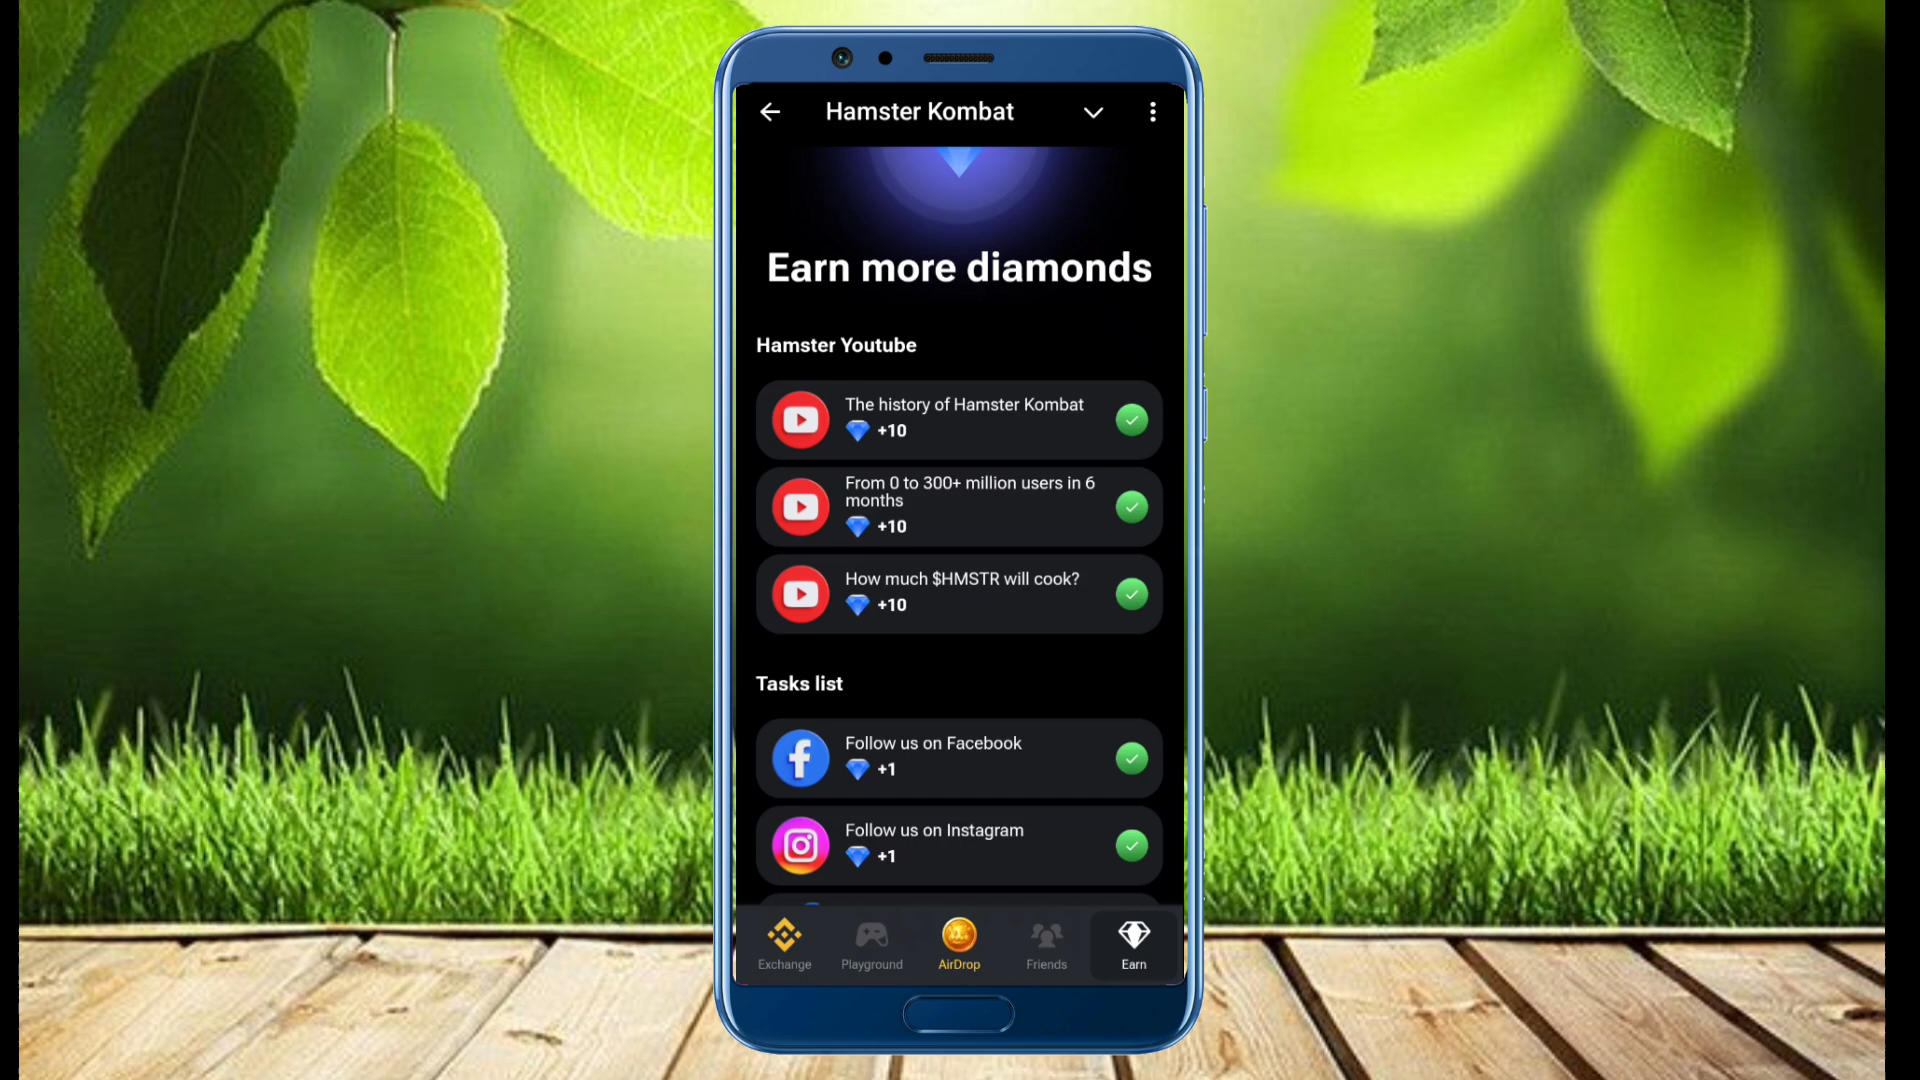 Hamster Kombat
Earn more diamonds
Hamster Youtube
The history of Hamster Kombat
+10
From 0 to 300+ million users in 6
months
+10
How much $HMSTR will cook?
+10
Tasks list
Follow us on Facebook
+1
Follow us on Instagram
+1
Exchange
Playground
AirDrop
Friends
Earn